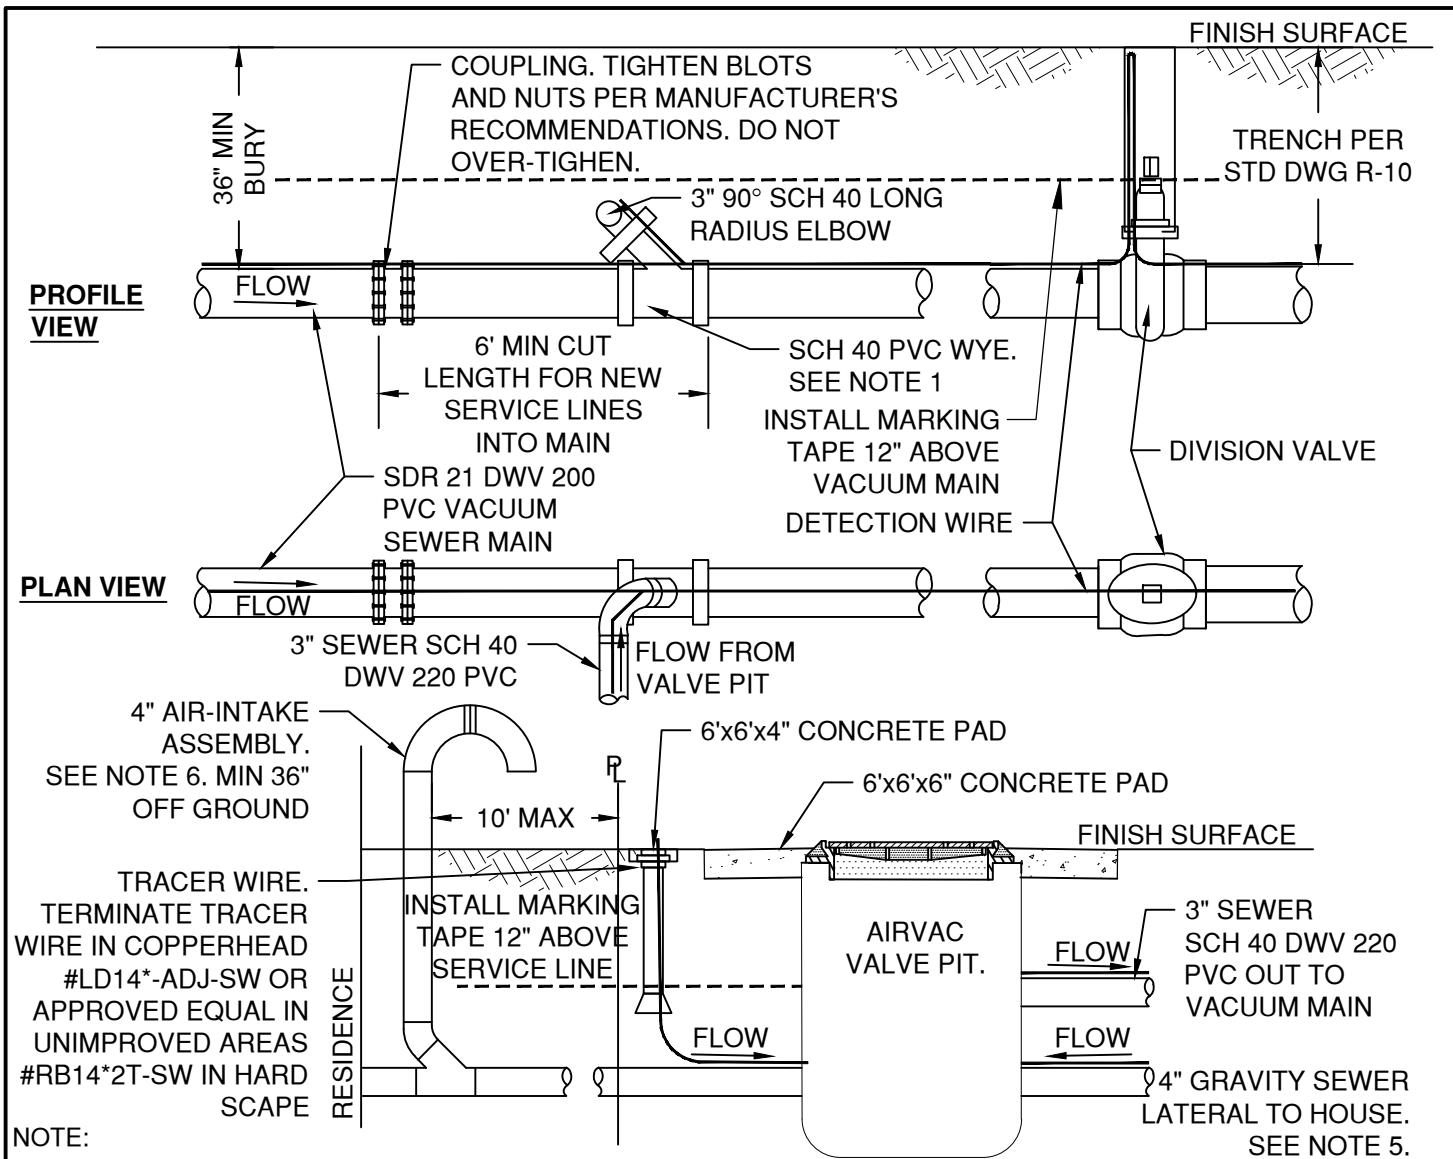 FINISH SURFACE
COUPLING. TIGHTEN BLOTS
AND NUTS PER MANUFACTURER'S
RECOMMENDATIONS. DO NOT
OVER-TIGHEN.
36" MIN
BURY
TRENCH PER
STD DWG R-10
3" 90° SCH 40 LONG
RADIUS ELBOW
FLOW
PROFILE
VIEW
6' MIN CUT
LENGTH FOR NEW
SERVICE LINES
INTO MAIN
SCH 40 PVC WYE.
SEE NOTE 1
INSTALL MARKING
TAPE 12" ABOVE
VACUUM MAIN
DIVISION VALVE
SDR 21 DWV 200
PVC VACUUM
SEWER MAIN
DETECTION WIRE
PLAN VIEW
FLOW
3" SEWER SCH 40
DWV 220 PVC
FLOW FROM
VALVE PIT
4" AIR-INTAKE
ASSEMBLY.
SEE NOTE 6. MIN 36"
OFF GROUND
6'x6'x4" CONCRETE PAD
PL
6'x6'x6" CONCRETE PAD
10' MAX
FINISH SURFACE
TRACER WIRE.
TERMINATE TRACER
WIRE IN COPPERHEAD
#LD14*-ADJ-SW OR
APPROVED EQUAL IN
UNIMPROVED AREAS
#RB14*2T-SW IN HARD
SCAPE
RESIDENCE
INSTALL MARKING
TAPE 12" ABOVE
SERVICE LINE
AIRVAC
VALVE PIT.
FLOW
3" SEWER
SCH 40 DWV 220
PVC OUT TO
VACUUM MAIN
FLOW
FLOW
4" GRAVITY SEWER
LATERAL TO HOUSE.
SEE NOTE 5.
NOTE: